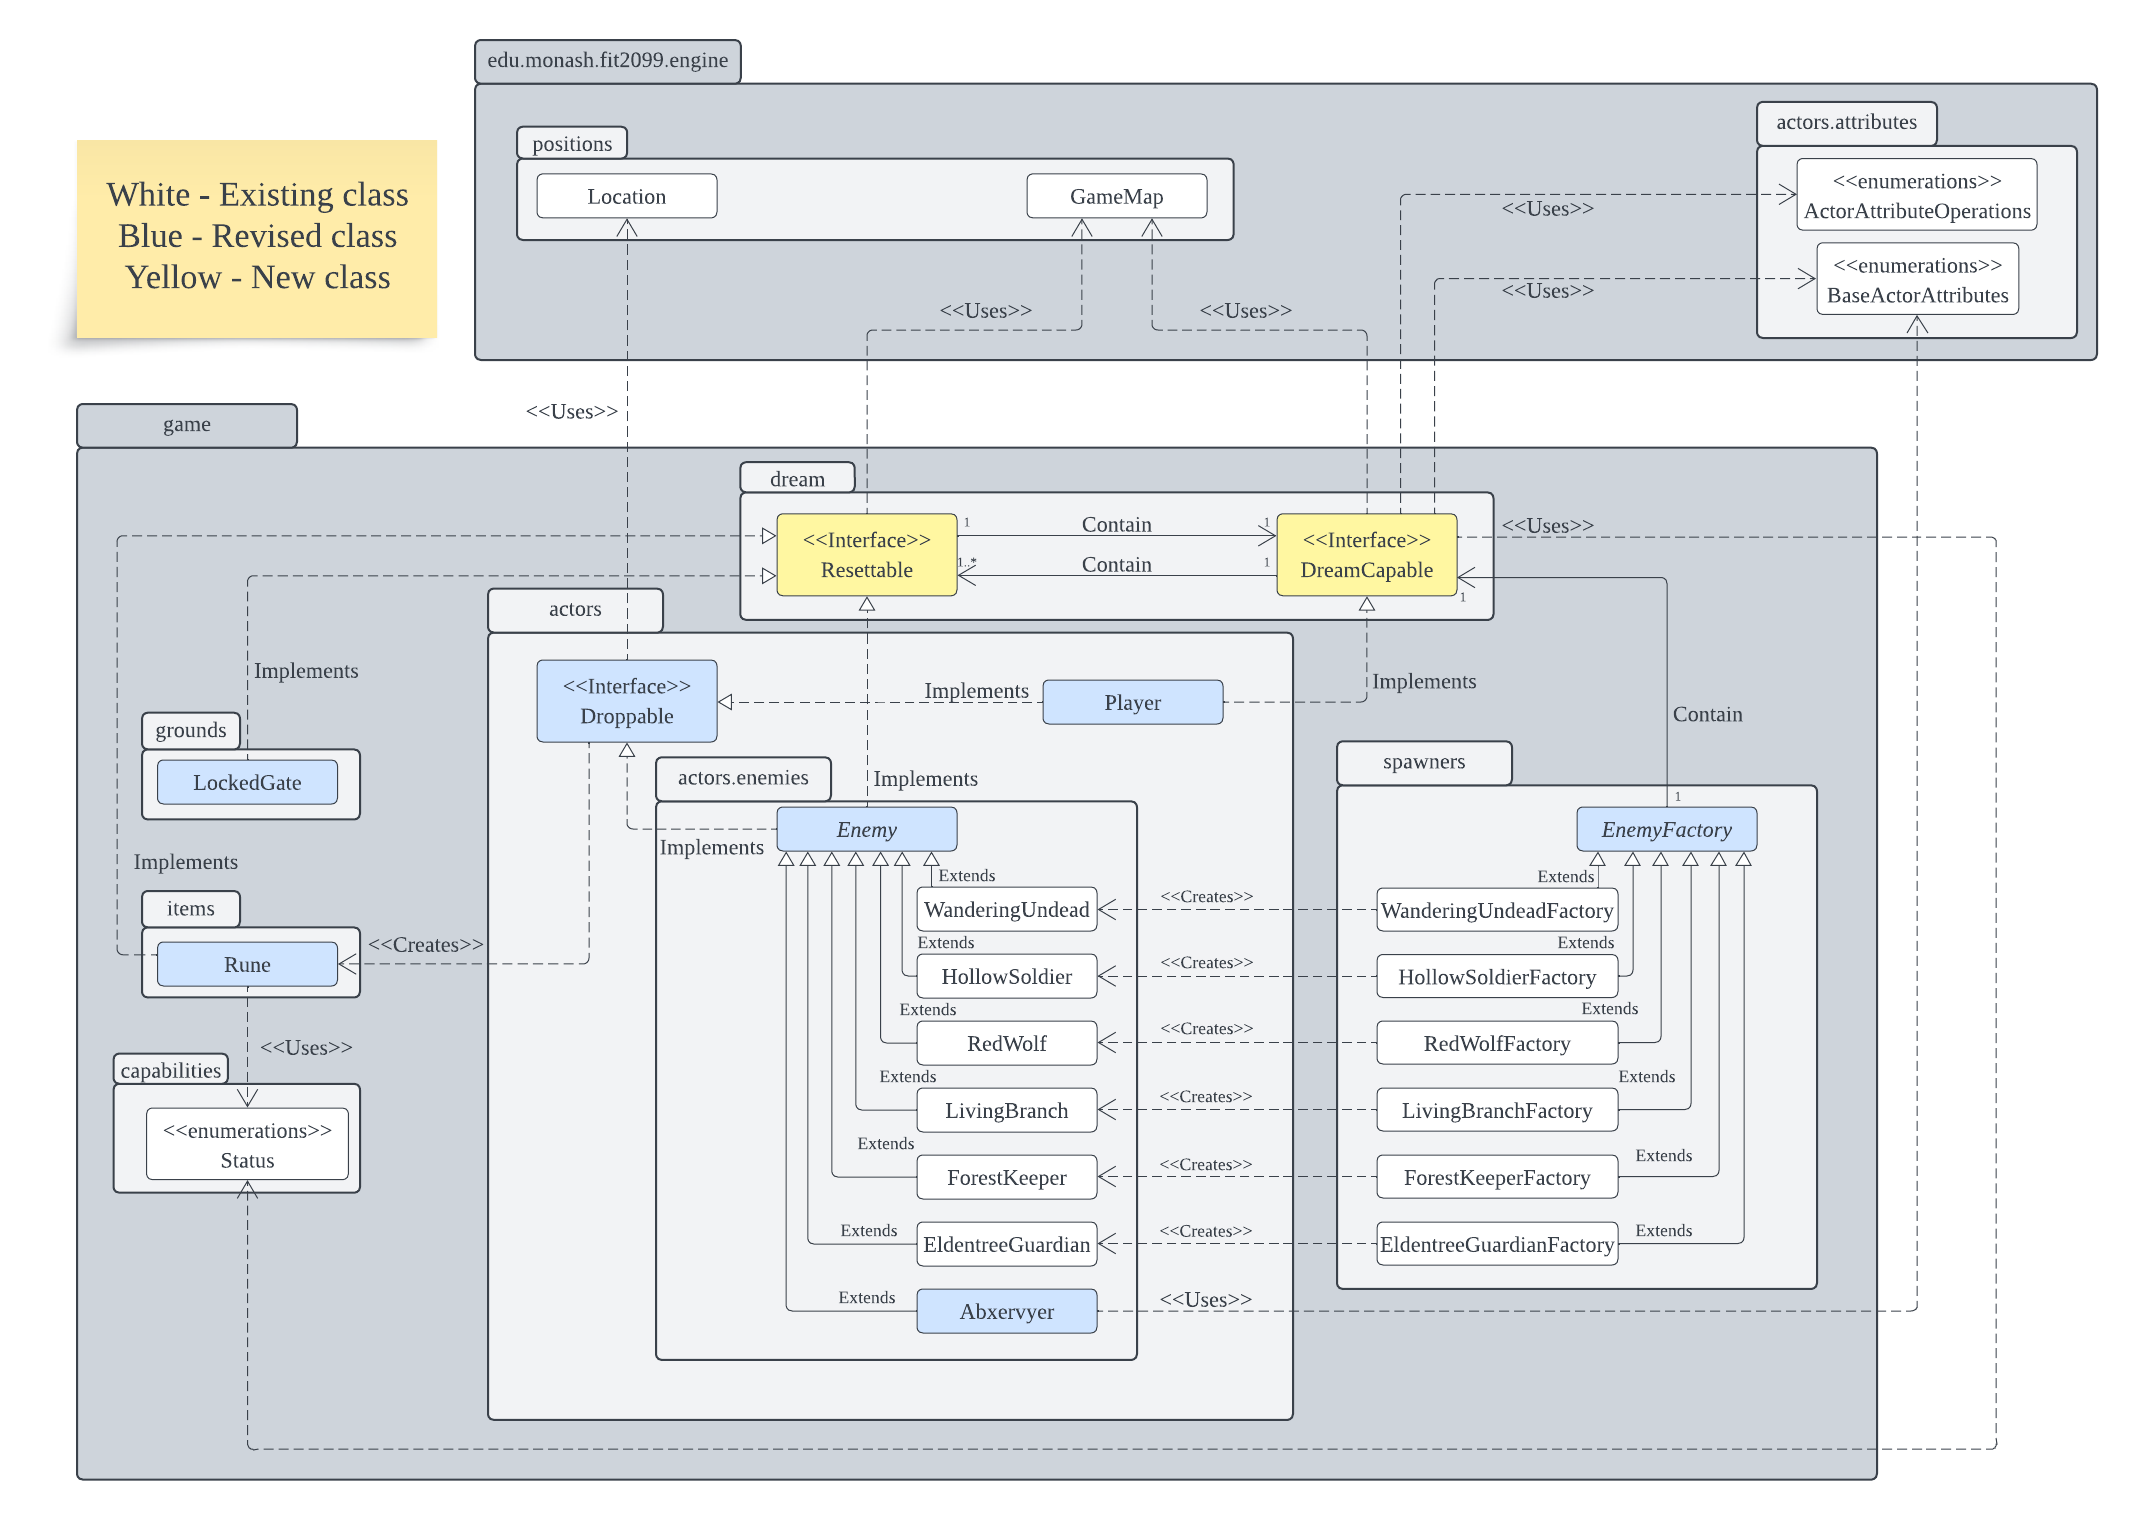 edu.monash.fit2099.engine
actors.attributes
positions
<<enumerations>>
ActorAttributeOperations
White - Existing class
Blue - Revised class
Yellow - New class
Location
GameMap
<<Uses>>
<<enumerations>>
BaseActorAttributes
<<Uses>>
<<Uses>>
<<Uses>>
<<Uses>>
game
dream
<<Interface>>
Resettable
1
Contain
1
1..*
Contain
1
<<Interface>>
DreamCapable
<<Uses>>
1
actors
Implements
<<Interface>>
Droppable
Implements
Player
Implements
Contain
grounds
LockedGate
actors.enemies
Implements
spawners
1
Enemy
EnemyFactory
Implements
Implements
Extends
<<Creates>>
Extends
items
WanderingUndead
WanderingUndeadFactory
<<Creates>>
Extends
<<Creates>>
Extends
Rune
HollowSoldier
HollowSoldierFactory
Extends
<<Creates>>
Extends
<<Uses>>
RedWolf
RedWolfFactory
capabilities
Extends
<<Creates>>
Extends
LivingBranch
LivingBranchFactory
<<enumerations>>
Status
Extends
<<Creates>>
Extends
ForestKeeper
ForestKeeperFactory
Extends
<<Creates>>
Extends
EldentreeGuardian
EldentreeGuardianFactory
Extends
<<Uses>>
Abxervyer